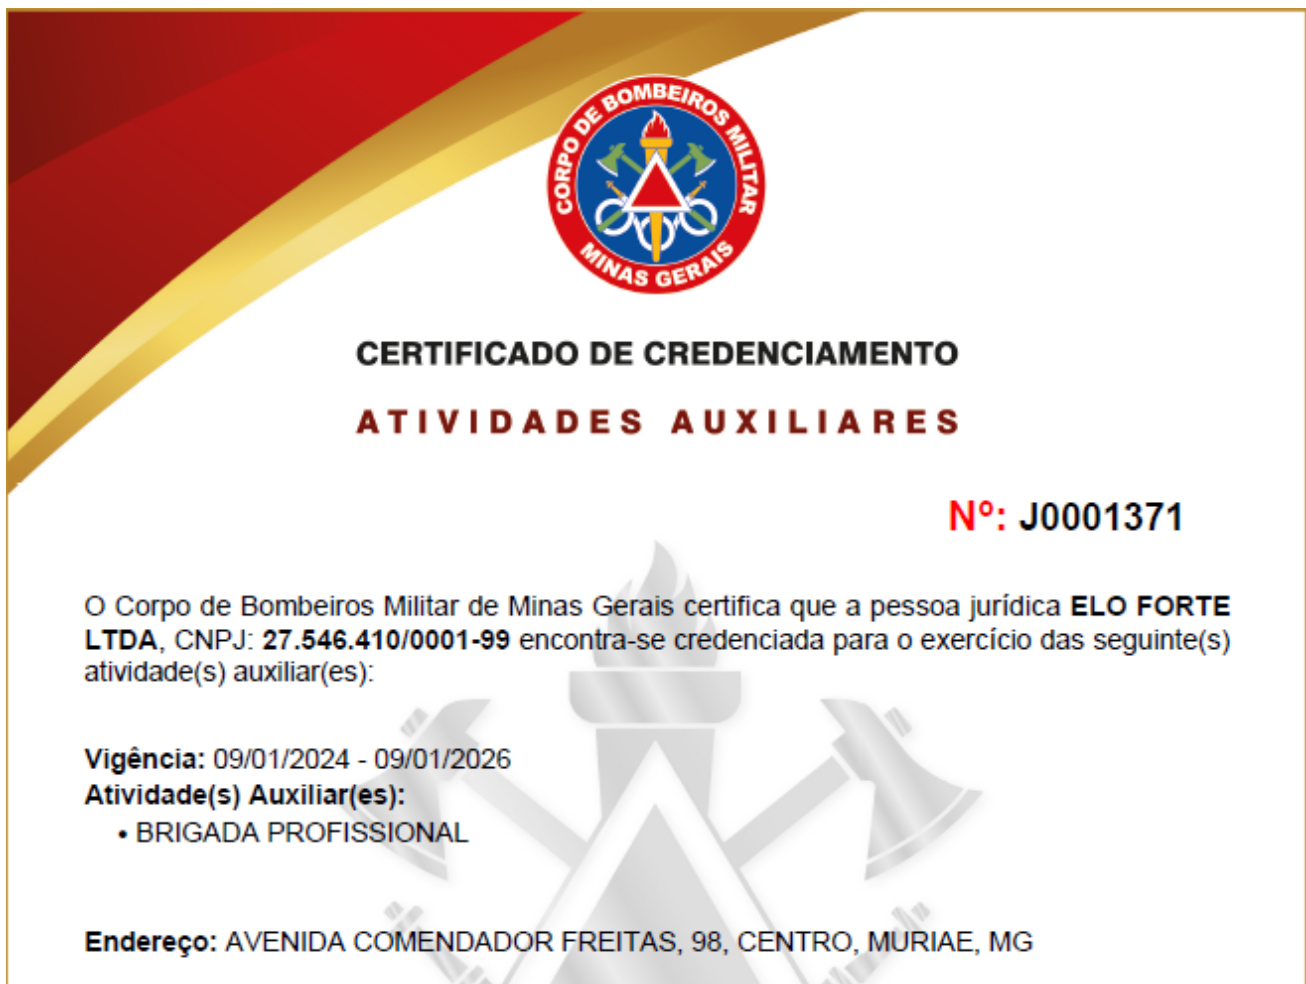 CORPO DE BOMBEIROS MILITAR
MINAS GERAIS
CERTIFICADO DE CREDENCIAMENTO
ATIVIDADES AUXILIARES
Nº: J0001371
O Corpo de Bombeiros Militar de Minas Gerais certifica que a pessoa jurídica ELO FORTE
LTDA, CNPJ: 27.546.410/0001-99 encontra-se credenciada para o exercício das seguinte(s)
atividade(s) auxiliar(es):
Vigência: 09/01/2024 - 09/01/2026
Atividade(s) Auxiliar(es):
• BRIGADA PROFISSIONAL
Endereço: AVENIDA COMENDADOR FREITAS, 98, CENTRO, MURIAE, MG